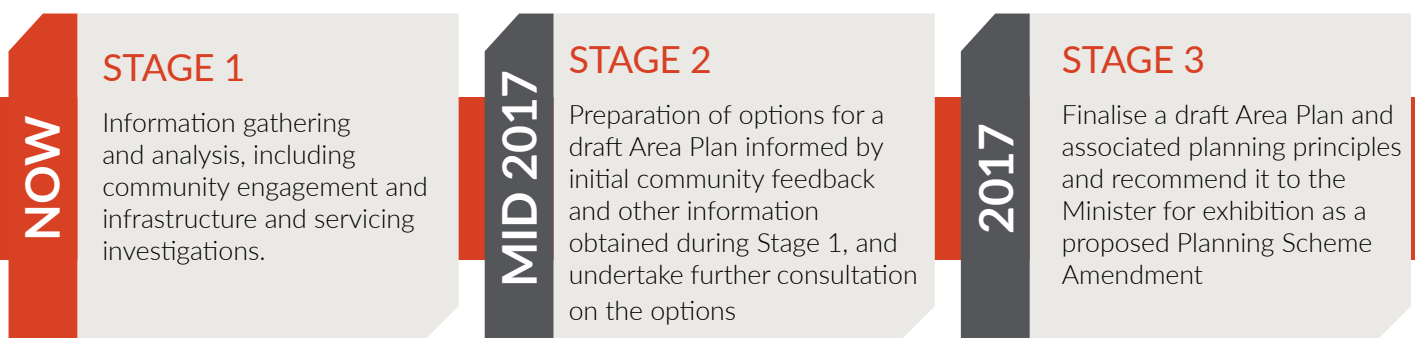 NOW
STAGE 1
Information gathering
and analysis, including
community engagement and
infrastructure and servicing
investigations.
MID 2017
STAGE 2
Preparation of options for a
draft Area Plan informed by
initial community feedback
and other information
obtained during Stage 1, and
undertake further consultation
on the options
2017
STAGE 3
Finalise a draft Area Plan and
associated planning principles
and recommend it to the
Minister for exhibition as a
proposed Planning Scheme
Amendment